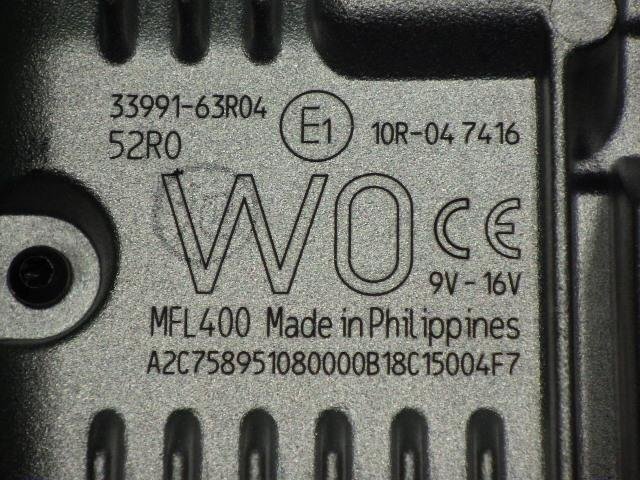 33991-63R04
52R0
E1
10R-04 7416
W0
CE
9V-16V
MFL400 Made in Philippines
A2C758951080000B18C15004F7